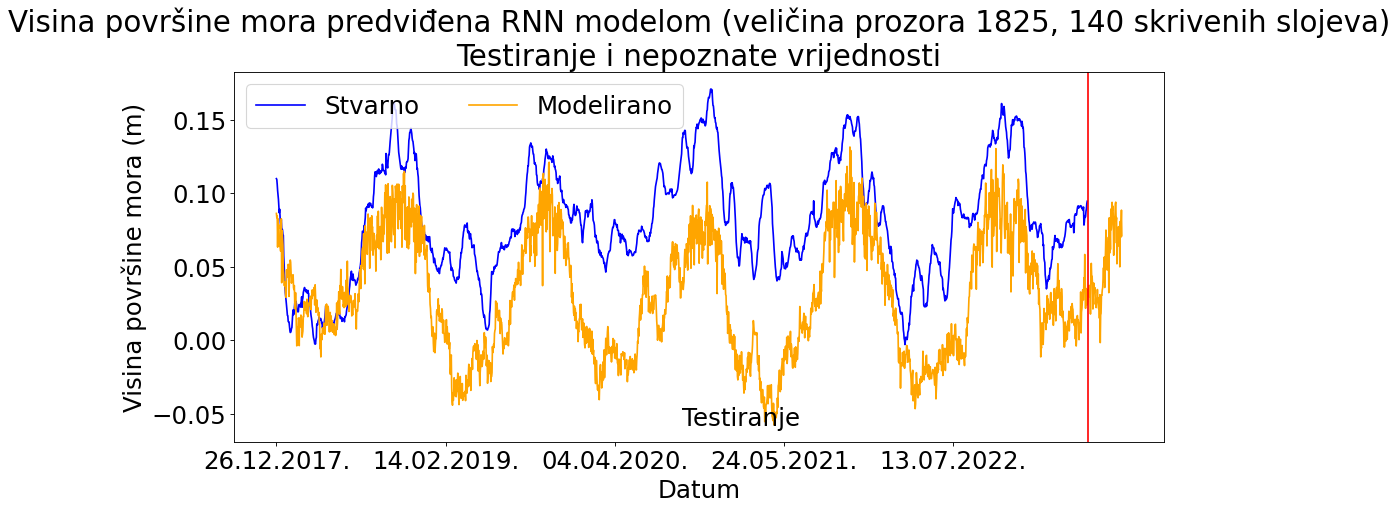 Visina površine mora predviđena RNN modelom (veličina prozora 1825, 140 skrivenih slojeva)
Testiranje i nepoznate vrijednosti
Stvarno Modelirano
Visina površine mora (m)
0.15
0.10
0.05
0.00
−0.05
Testiranje
26.12.2017. 14.02.2019. 04.04.2020. 24.05.2021. 13.07.2022.
Datum